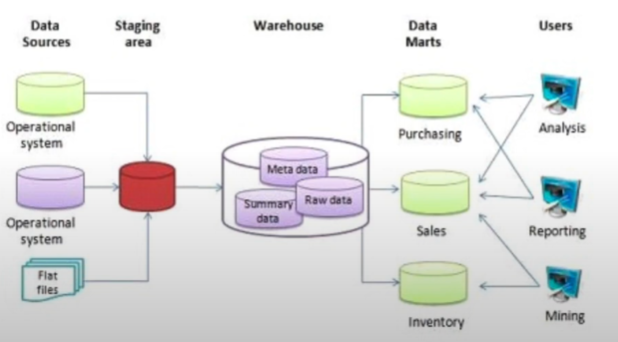 Data
Sources
Staging
area
Warehouse
Data
Marts
Users
Operational
system
Operational
system
Flat
files
Meta data
Summary
data
Raw data
Purchasing
Sales
Inventory
Analysis
Reporting
Mining